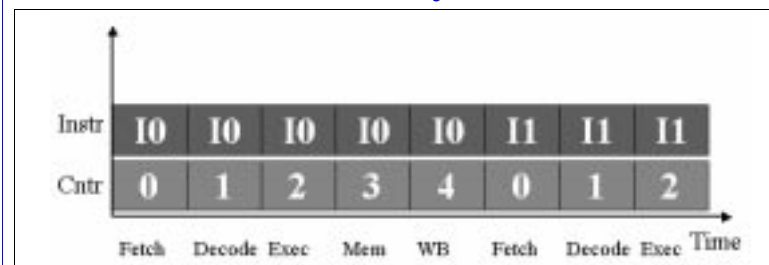 Instr I0 I0 I0 I0 I0 I1 I1 I1
Cntr 0 1 2 3 4 0 1 2
Fetch Decode Exec Mem WB Fetch Decode Exec Time